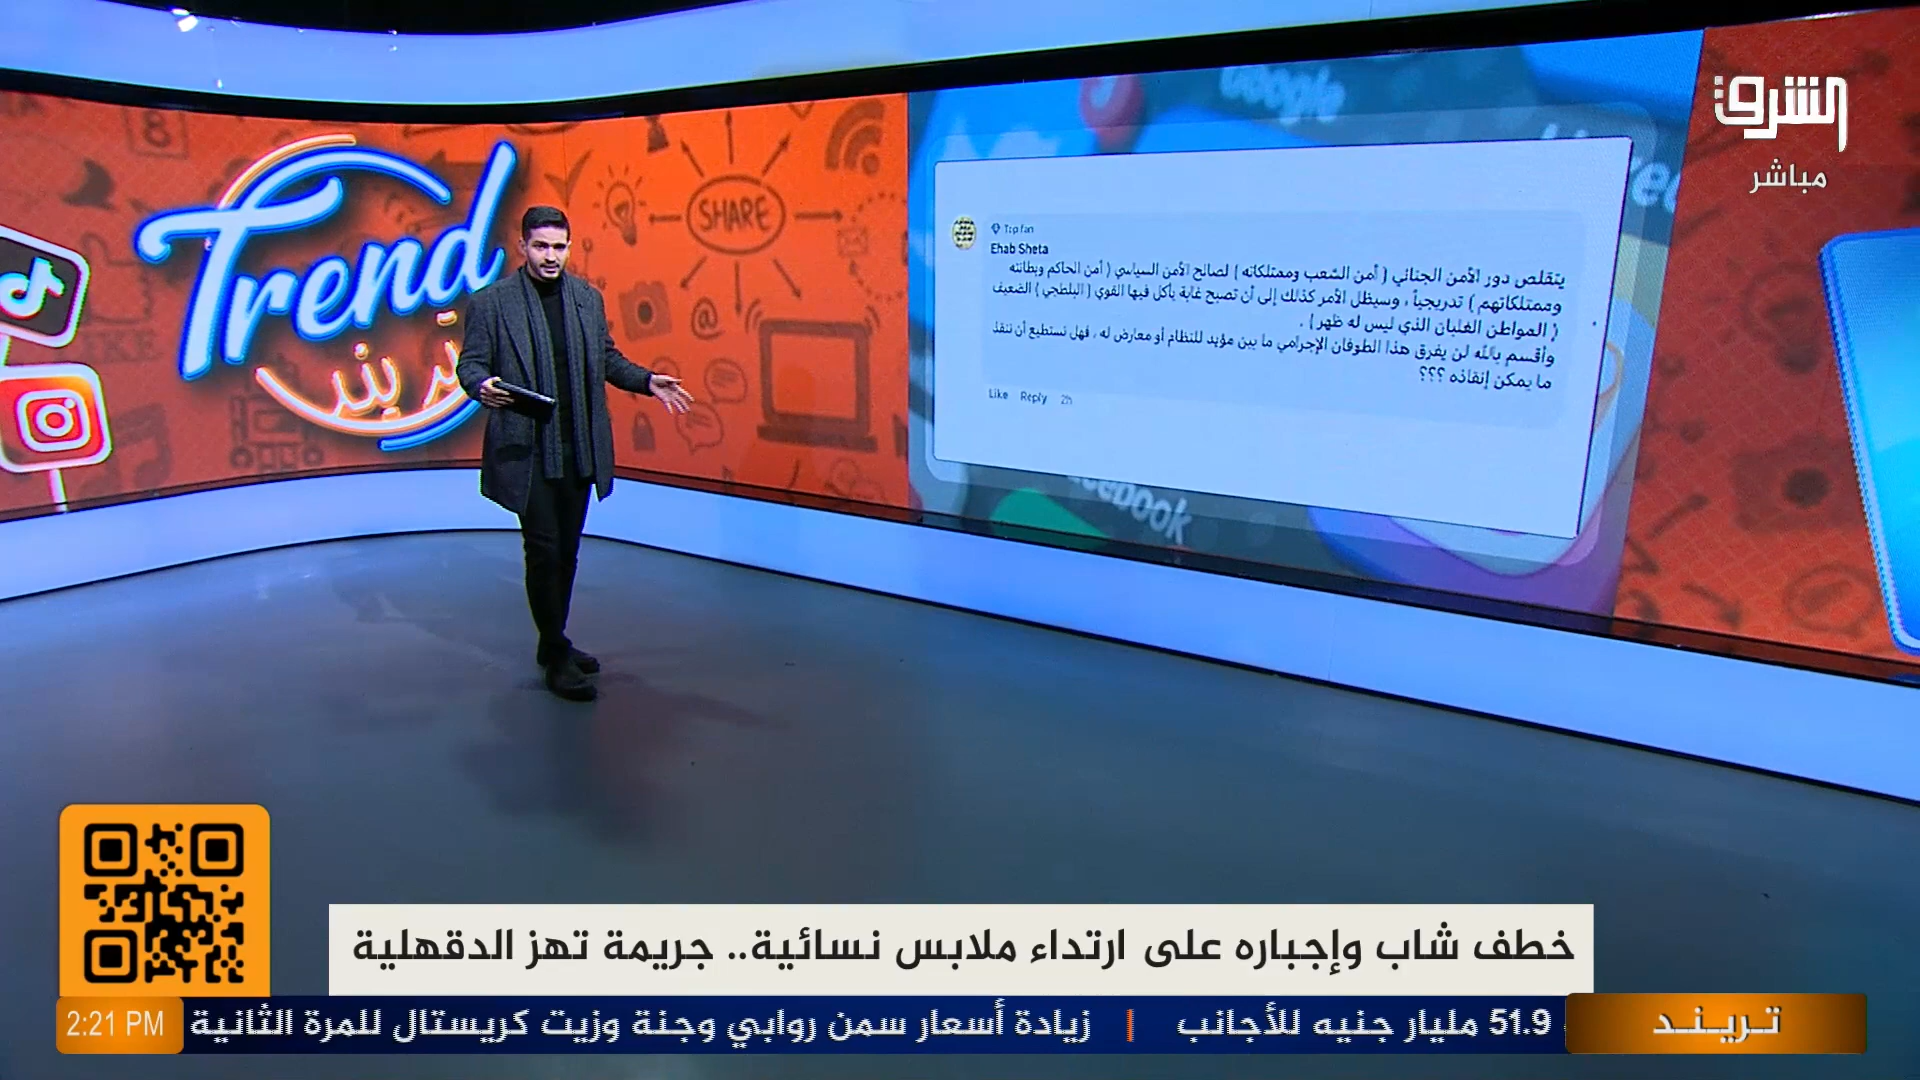 الشرق
مباشر
Trend
تريند
SHARE
Google
Top fan
Ehab Sheta
يتقلص دور الأمن الجنائي ( أمن الشعب وممتلكاته ) لصالح الأمن السياسي ( أمن الحاكم وبطانته
وممتلكاتهم ) تدريجياً ، وسيظل الأمر كذلك إلى أن تصبح غابة يأكل فيها القوي ( البلطجي ) الضعيف
( المواطن الغلبان الذي ليس له ظهر ) .
وأقسم بالله لن يفرق هذا الطوفان الإجرامي ما بين مؤيد للنظام أو معارض له ، فهل نستطيع أن ننقذ
ما يمكن إنقاذه ؟؟؟
Like Reply 2h
خطف شاب وإجباره على ارتداء ملابس نسائية.. جريمة تهز الدقهلية
تريند
51.9 مليار جنيه للأجانب | زيادة أسعار سمن روابي وجنة وزيت كريستال للمرة الثانية
2:21 PM